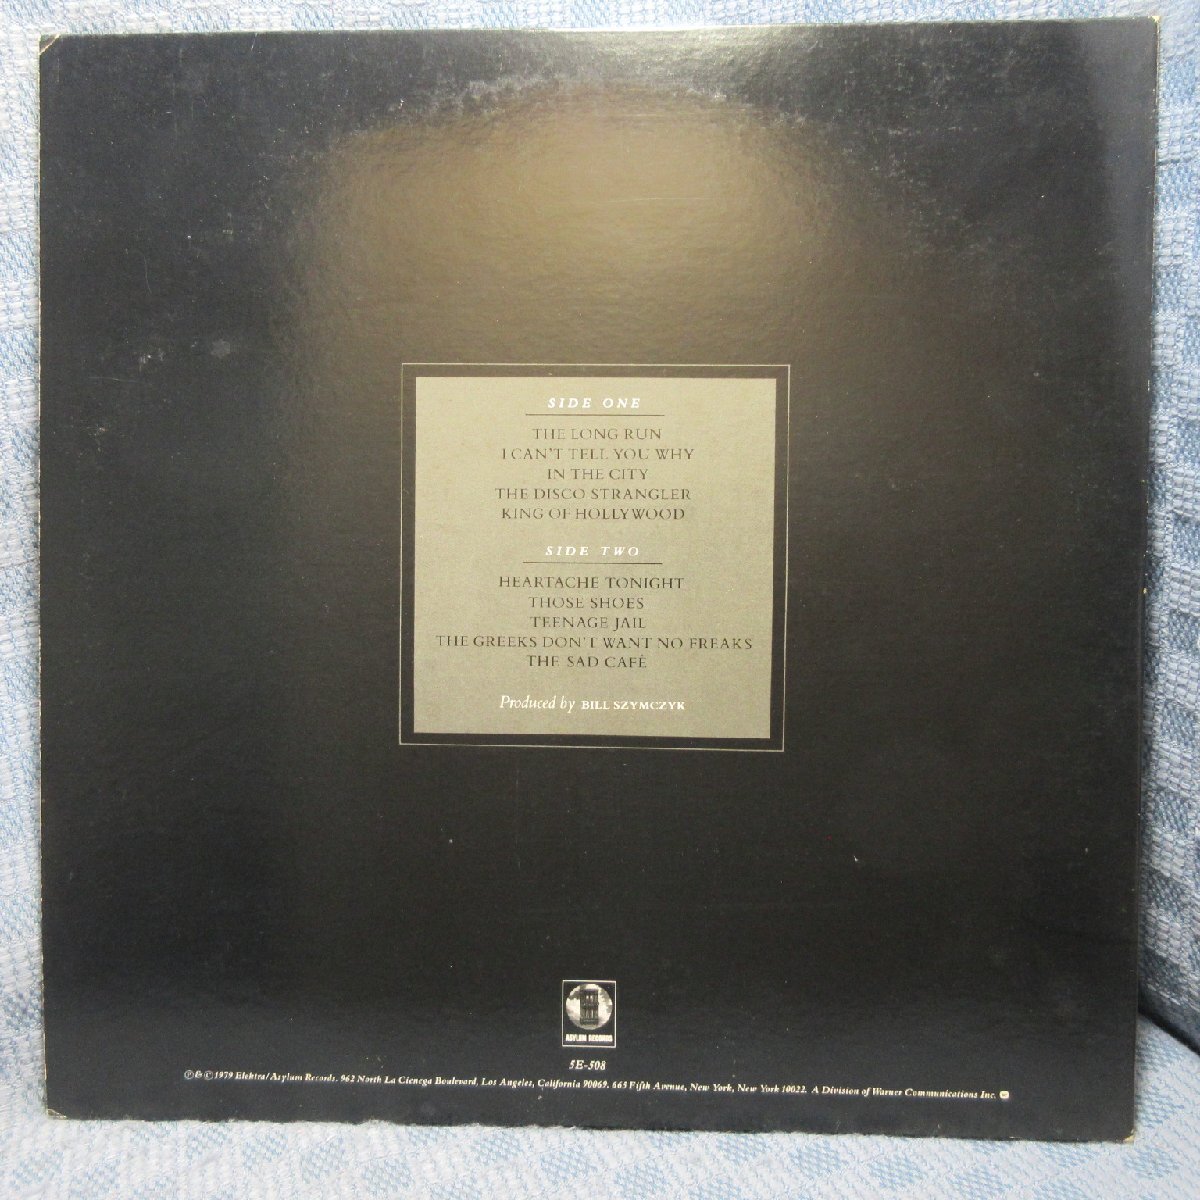 SIDE ONE
THE LONG RUN
I CAN'T TELL YOU WHY
IN THE CITY
THE DISCO STRANGLER
KING OF HOLLYWOOD
SIDE TWO
HEARTACHE TONIGHT
THOSE SHOES
TEENAGE JAIL
THE GREEKS DON'T WANT NO FREAKS
THE SAD CAFÉ
Produced by BILL SZYMCZYK
ASYLUM RECORDS
5E-508
℗ & © 1979 Elektra/Asylum Records. 962 North La Cienega Boulevard, Los Angeles, California 90069. 665 Fifth Avenue, New York, New York 10022. A Division of Warner Communications Inc.